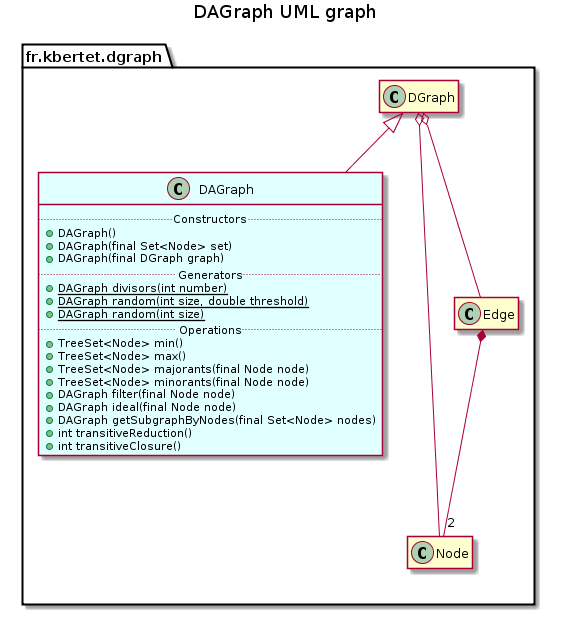 DAGraph UML graph
fr.kbertet.dgraph
C DGraph
C DAGraph
Constructors
DAGraph()
DAGraph(final Set<Node> set)
DAGraph(final DGraph graph)
Generators
DAGraph divisors(int number)
DAGraph random(int size, double threshold)
DAGraph random(int size)
Operations
TreeSet<Node> min()
TreeSet<Node> max()
TreeSet<Node> majorants(final Node node)
TreeSet<Node> minorants(final Node node)
DAGraph filter(final Node node)
DAGraph ideal(final Node node)
DAGraph getSubgraphByNodes(final Set<Node> nodes)
int transitiveReduction()
int transitiveClosure()
C Edge
2
C Node